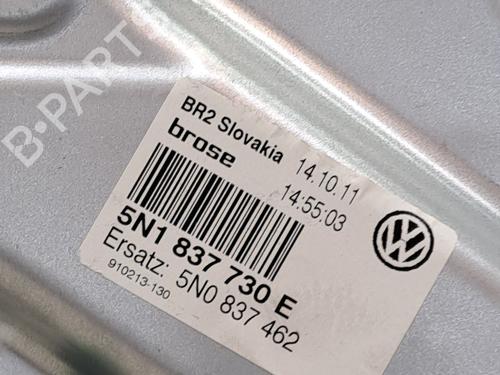 B-PARTS
BR2 Slovakia 14.10.11
brose 14:55:03
5N1 837 730 E
Ersatz: 5N0 837 462
910213-130